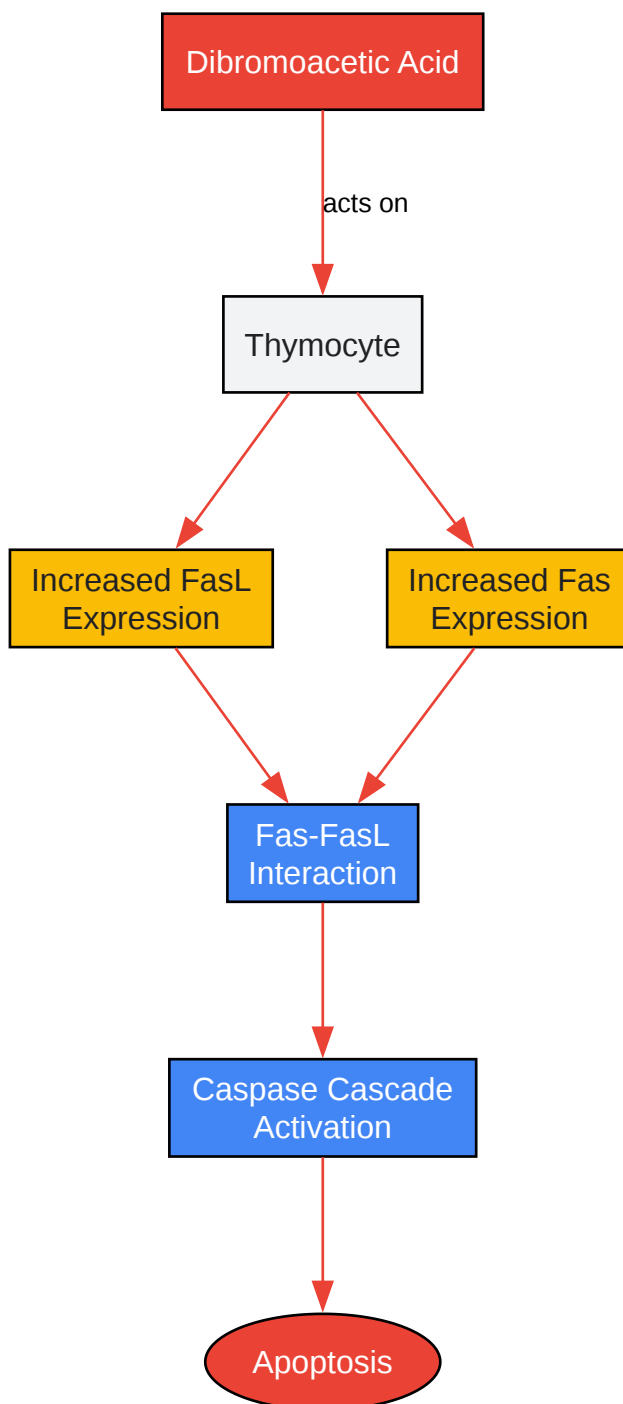 Dibromoacetic Acid
acts on
Thymocyte
Increased FasL
Expression
Increased Fas
Expression
Fas-FasL
Interaction
Caspase Cascade
Activation
Apoptosis